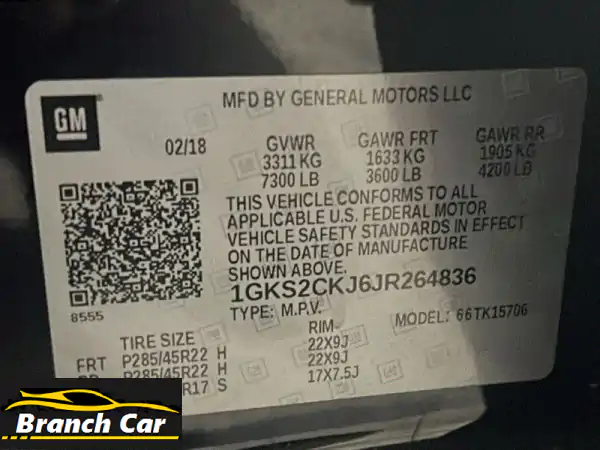 GM
MFD BY GENERAL MOTORS LLC
02/18
GVWR GAWR FRT GAWR RR
3311 KG 1633 KG 1905 KG
7300 LB 3600 LB 4200 LB
THIS VEHICLE CONFORMS TO ALL
APPLICABLE U.S. FEDERAL MOTOR
VEHICLE SAFETY STANDARDS IN EFFECT
ON THE DATE OF MANUFACTURE
SHOWN ABOVE.
8555
1GKS2CKJ6JR264836
TYPE: M.P.V. MODEL: 66TK15706
TIRE SIZE RIM
FRT P285/45R22 H 22X9J
P285/45R22 H 22X9J
R17 S 17X7.5J
Branch Car